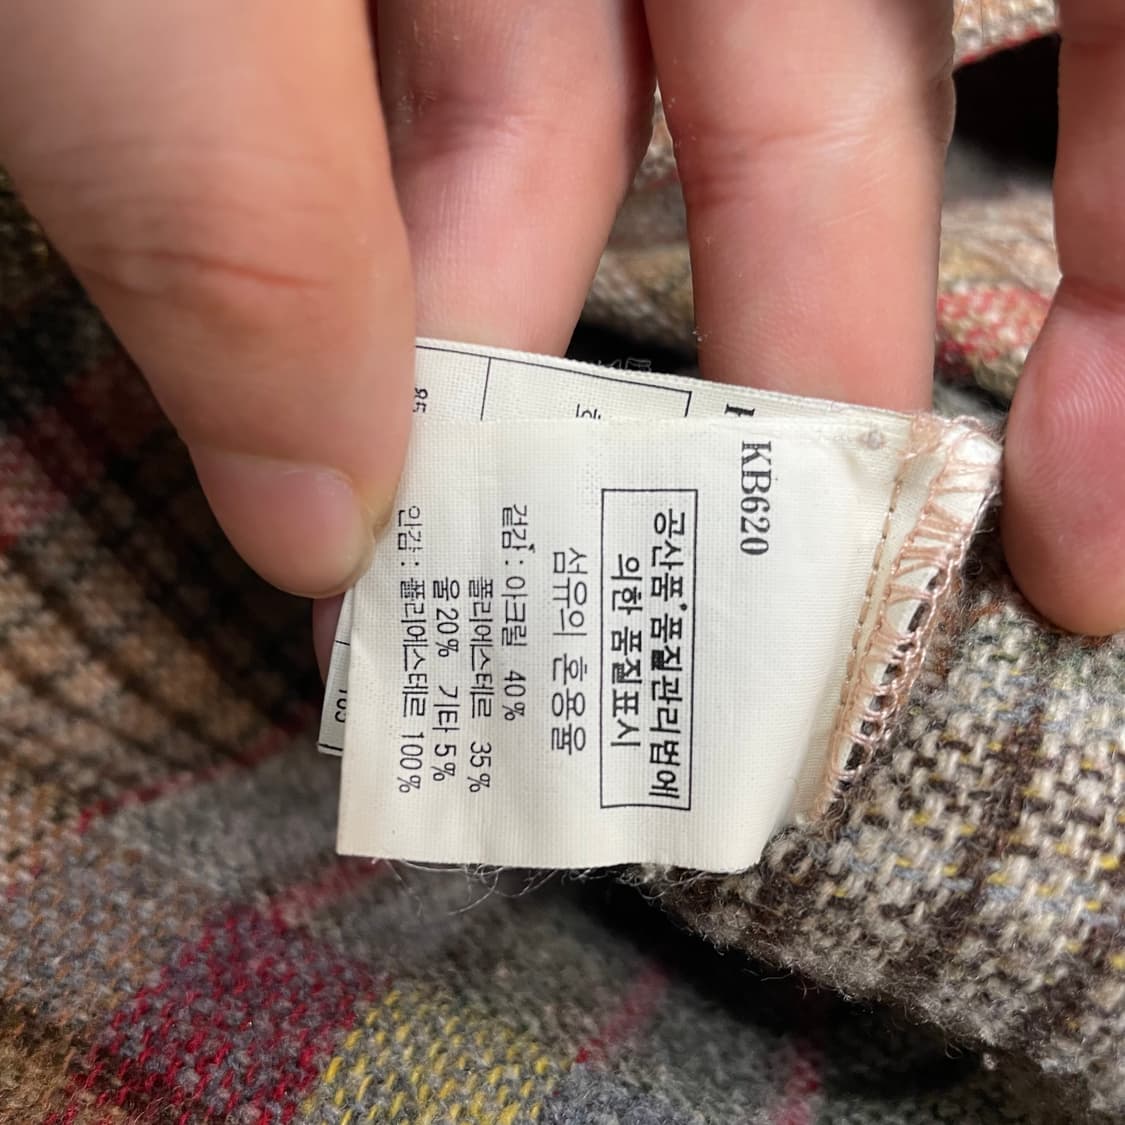 KB620
공산품 품질관리법에
의한 품질표시
섬유의 혼용율
겉감 : 아크릴 40%
폴리에스테르 35%
울 20% 기타 5%
안감 : 폴리에스테르 100%
85